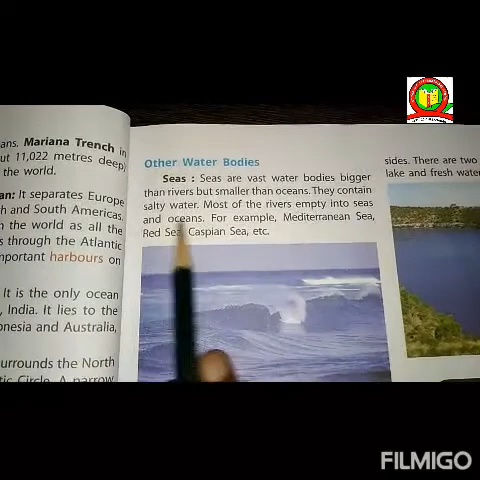 ans. Mariana Trench in
ut 11,022 metres deep)
the world.
an: It separates Europe
h and South Americas.
n the world as all the
s through the Atlantic
mportant harbours on
It is the only ocean
, India. It lies to the
onesia and Australia,
urrounds the North
tic Circle. A narrow
Other Water Bodies
Seas : Seas are vast water bodies bigger
than rivers but smaller than oceans. They contain
salty water. Most of the rivers empty into seas
and oceans. For example, Mediterranean Sea,
Red Sea, Caspian Sea, etc.
sides. There are two
lake and fresh water
FILMIGO